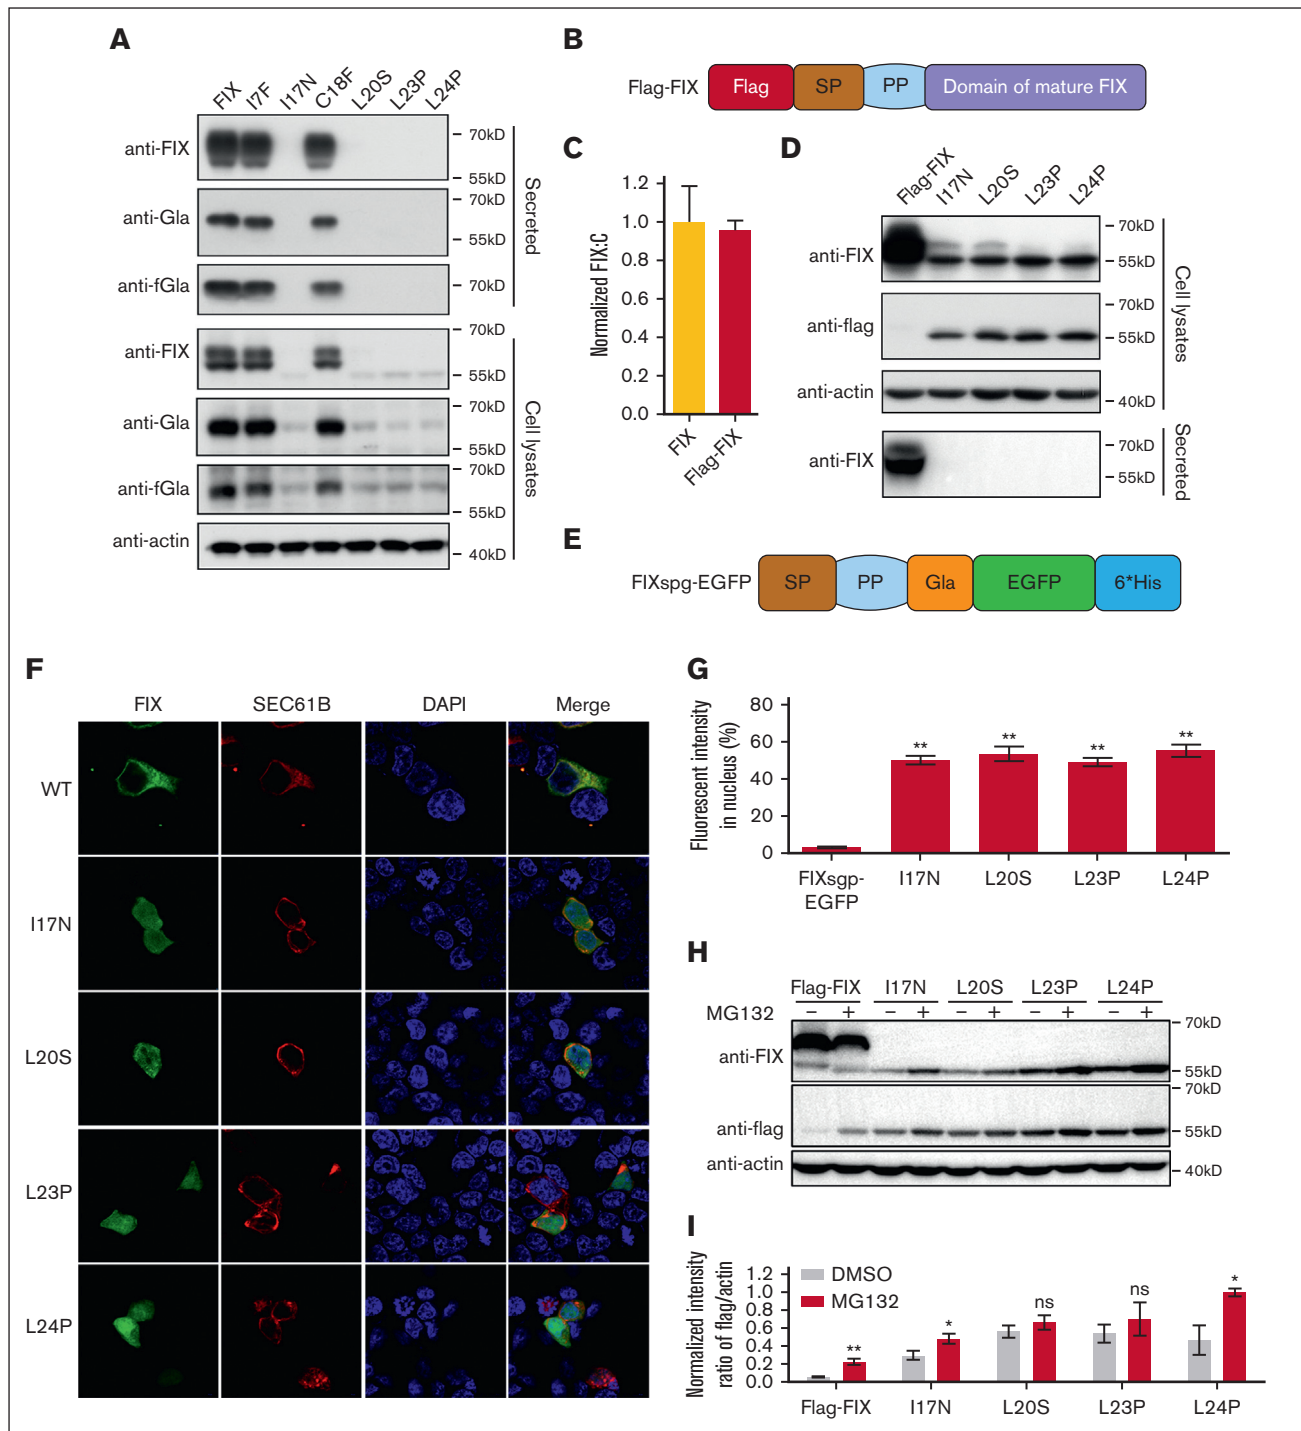 A
FIX I7F I17N C18F L20S L23P L24P
anti-FIX
70kD
55kD
anti-Gla
70kD
55kD
anti-fGla
70kD
Secreted
anti-FIX
70kD
55kD
anti-Gla
70kD
55kD
anti-fGla
70kD
55kD
anti-actin
40kD
Cell lysates
B
Flag-FIX Flag SP PP Domain of mature FIX
C
Normalized FIX:C
1.2
1.0
0.8
0.6
0.4
0.2
0.0
FIX Flag-FIX
D
Flag-FIX I17N L20S L23P L24P
anti-FIX
70kD
55kD
anti-flag
70kD
55kD
anti-actin
40kD
Cell lysates
anti-FIX
70kD
55kD
Secreted
E
FIXspg-EGFP SP PP Gla EGFP 6*His
F
FIX SEC61B DAPI Merge
WT
I17N
L20S
L23P
L24P
G
Fluorescent intensity
in nucleus (%)
80
60
40
20
0
** ** ** **
FIXsgp- I17N L20S L23P L24P
EGFP
H
Flag-FIX I17N L20S L23P L24P
MG132 − + − + − + − + − +
anti-FIX
70kD
55kD
anti-flag
70kD
55kD
anti-actin
40kD
I
Normalized intensity
ratio of flag/actin
1.2
1.0
0.8
0.6
0.4
0.2
0.0
DMSO
MG132
** * ns ns *
Flag-FIX I17N L20S L23P L24P